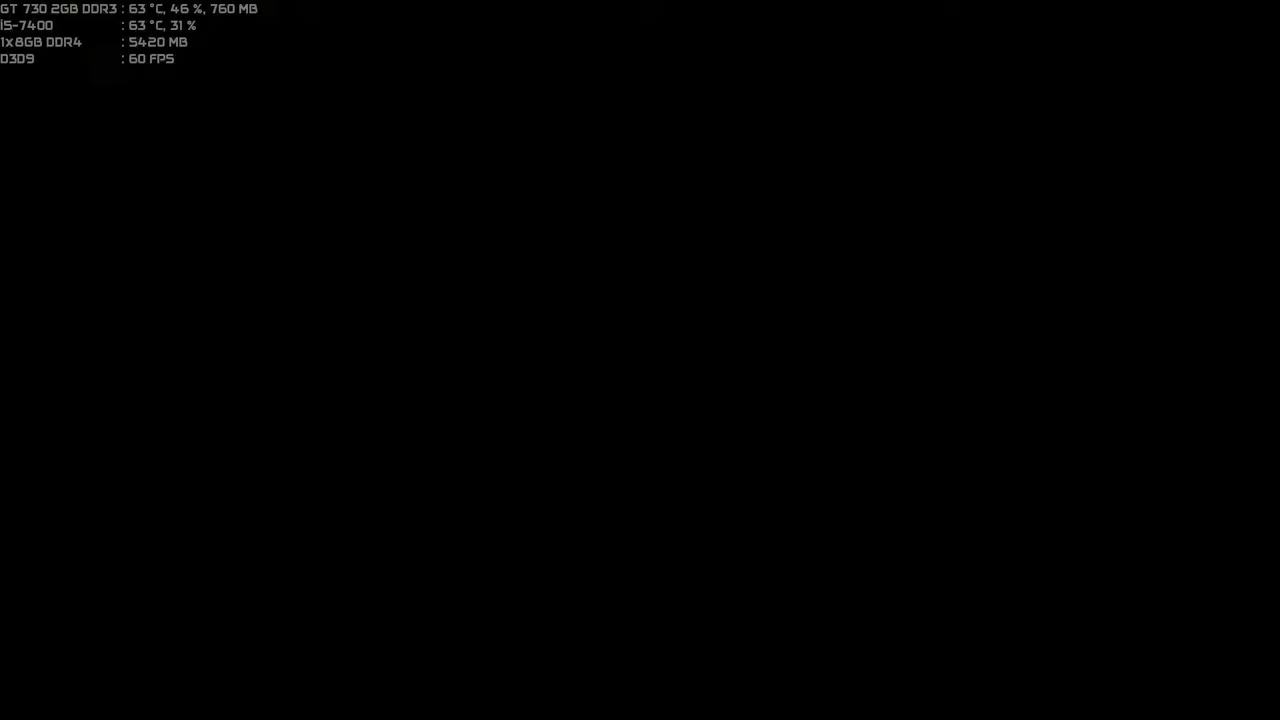 GT 730 2GB DDR3 : 63 °C, 46 %, 760 MB
i5-7400 : 63 °C, 31 %
1x8GB DDR4 : 5420 MB
D3D9 : 60 FPS